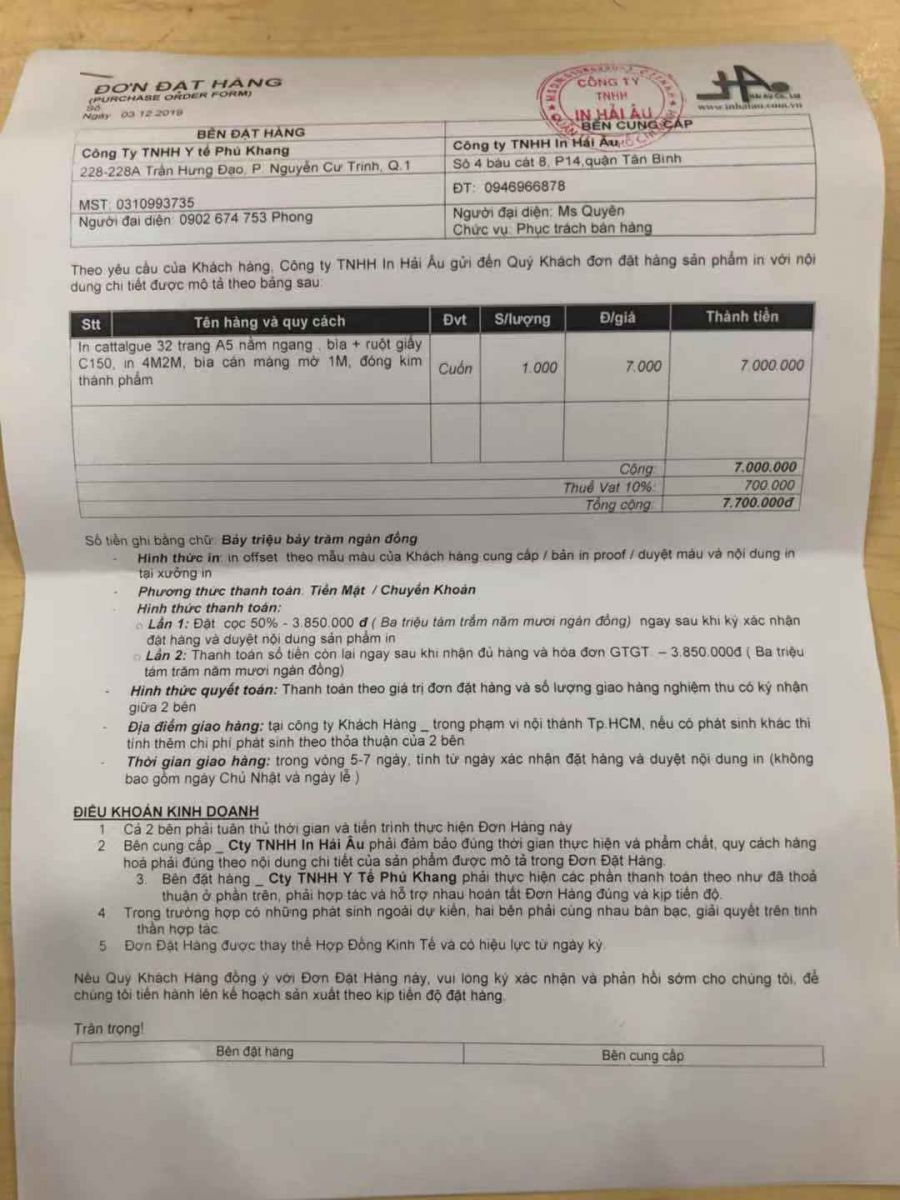 ĐƠN ĐẶT HÀNG
(PURCHASE ORDER FORM)
Số
Ngày 03 12 2019
CÔNG TY
TNHH
IN HẢI ÂU
HẢI ÂU CO., Ltd
www.inhaiau.com.vn
BÊN ĐẶT HÀNG
BÊN CUNG CẤP
Công Ty TNHH Y tế Phú Khang
Công ty TNHH In Hải Âu
228-228A Trần Hưng Đạo, P Nguyễn Cư Trinh, Q.1
Số 4 bàu cát 8, P14,quận Tân Bình
MST: 0310993735
ĐT: 0946966878
Người đại diện: 0902 674 753 Phong
Người đại diện: Ms Quyên
Chức vụ: Phục trách bán hàng
Theo yêu cầu của Khách hàng, Công ty TNHH In Hải Âu gửi đến Quý Khách đơn đặt hàng sản phẩm in với nội
dung chi tiết được mô tả theo bảng sau:
Stt Tên hàng và quy cách Đvt S/lượng Đ/giá Thành tiền
In cattalgue 32 trang A5 nằm ngang , bìa + ruột giấy
C150, in 4M2M, bìa cán màng mờ 1M, đóng kim
thành phẩm
Cuốn 1.000 7.000 7.000.000
Cộng: 7.000.000
Thuế Vat 10%: 700.000
Tổng cộng: 7.700.000đ
Số tiền ghi bằng chữ: Bảy triệu bảy trăm ngàn đồng
- Hình thức in: in offset theo mẫu màu của Khách hàng cung cấp / bản in proof / duyệt màu và nội dung in
tại xưởng in
- Phương thức thanh toán: Tiền Mặt / Chuyển Khoản
- Hình thức thanh toán:
○ Lần 1: Đặt cọc 50% - 3.850.000 đ ( Ba triệu tám trăm năm mươi ngàn đồng) ngay sau khi ký xác nhận
đặt hàng và duyệt nội dung sản phẩm in
○ Lần 2: Thanh toán số tiền còn lại ngay sau khi nhận đủ hàng và hóa đơn GTGT. – 3.850.000đ ( Ba triệu
tám trăm năm mươi ngàn đồng)
- Hình thức quyết toán: Thanh toán theo giá trị đơn đặt hàng và số lượng giao hàng nghiệm thu có ký nhận
giữa 2 bên
- Địa điểm giao hàng: tại công ty Khách Hàng _ trong phạm vi nội thành Tp.HCM, nếu có phát sinh khác thì
tính thêm chi phí phát sinh theo thỏa thuận của 2 bên
- Thời gian giao hàng: trong vòng 5-7 ngày, tính từ ngày xác nhận đặt hàng và duyệt nội dung in (không
bao gồm ngày Chủ Nhật và ngày lễ )
ĐIỀU KHOẢN KINH DOANH
1 Cả 2 bên phải tuân thủ thời gian và tiến trình thực hiện Đơn Hàng này
2 Bên cung cấp _ Cty TNHH In Hải Âu phải đảm bảo đúng thời gian thực hiện và phẩm chất, quy cách hàng
hoá phải đúng theo nội dung chi tiết của sản phẩm được mô tả trong Đơn Đặt Hàng.
3. Bên đặt hàng _ Cty TNHH Y Tế Phú Khang phải thực hiện các phần thanh toán theo như đã thoả
thuận ở phần trên, phải hợp tác và hỗ trợ nhau hoàn tất Đơn Hàng đúng và kịp tiến độ.
4 Trong trường hợp có những phát sinh ngoài dự kiến, hai bên phải cùng nhau bàn bạc, giải quyết trên tinh
thần hợp tác
5 Đơn Đặt Hàng được thay thế Hợp Đồng Kinh Tế và có hiệu lực từ ngày ký.
Nếu Quý Khách Hàng đồng ý với Đơn Đặt Hàng này, vui lòng ký xác nhận và phản hồi sớm cho chúng tôi, để
chúng tôi tiến hành lên kế hoạch sản xuất theo kịp tiến độ đặt hàng.
Trân trọng!
Bên đặt hàng
Bên cung cấp